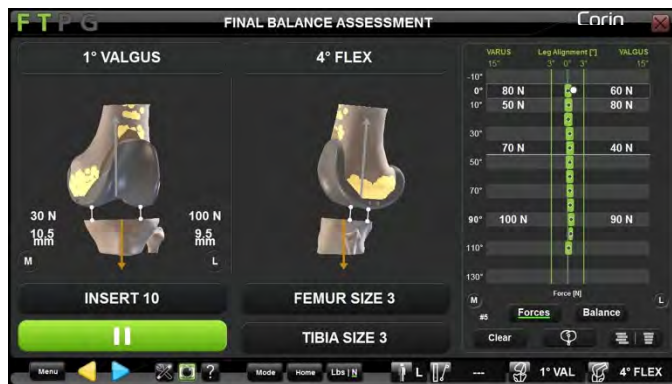 F T P G
FINAL BALANCE ASSESSMENT
Corin
1° VALGUS
4° FLEX
30 N
10.5
mm
M
100 N
9.5
mm
L
INSERT 10
FEMUR SIZE 3
TIBIA SIZE 3
VARUS Leg Alignment [°] VALGUS
15° 3° 0° 3° 15°
-10°
0° 80 N 60 N
10° 50 N 80 N
30°
70 N 40 N
50°
70°
90° 100 N 90 N
110°
130°
Force [N]
M L
#5 Forces Balance
Clear
Menu ? Mode Home Lbs | N L --- 1° VAL 4° FLEX